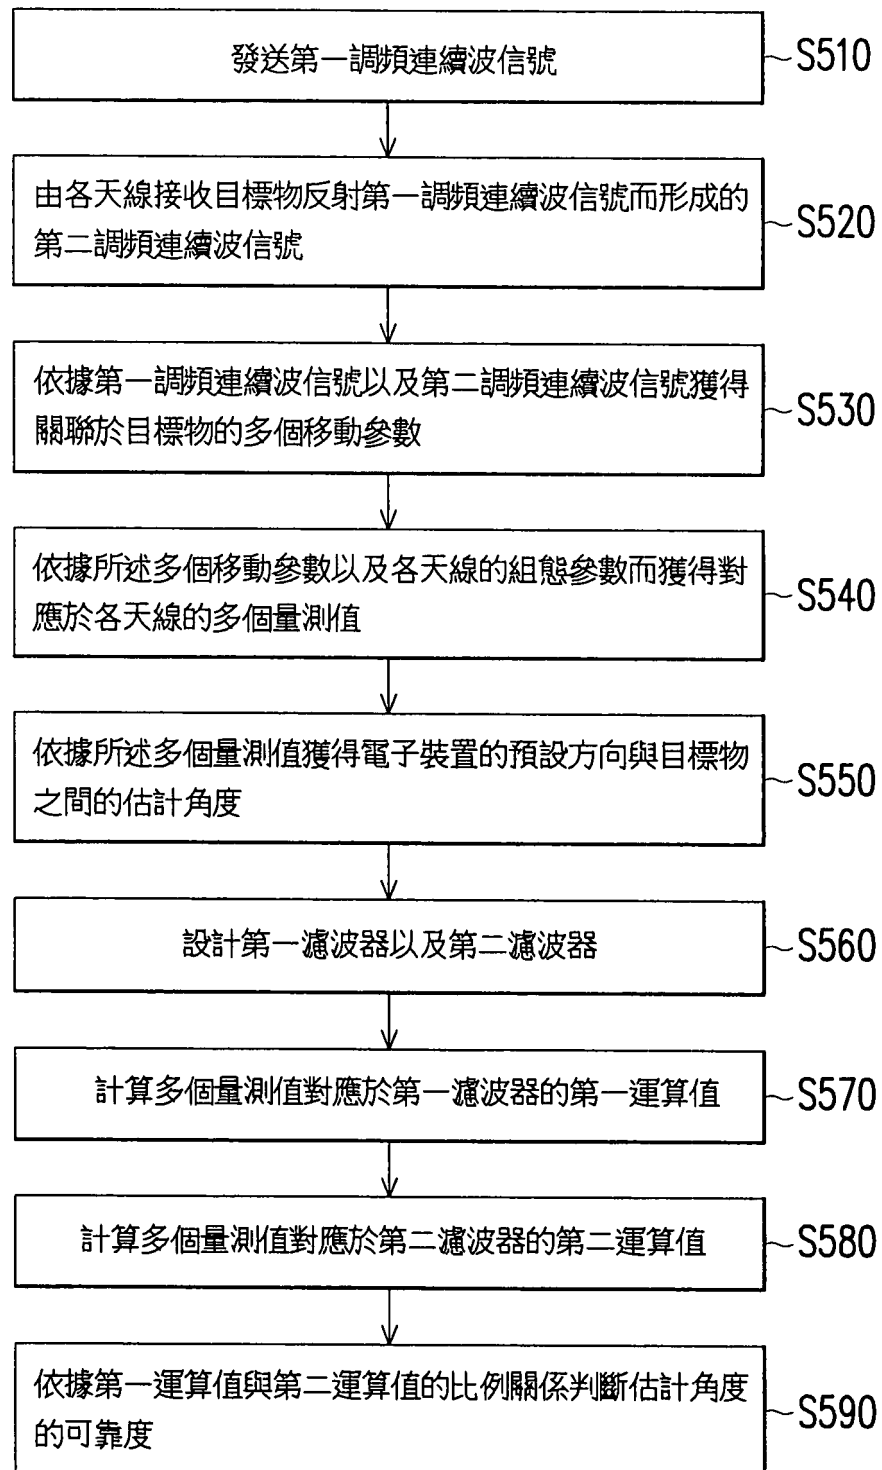 發送第一調頻連續波信號
S510
由各天線接收目標物反射第一調頻連續波信號而形成的
第二調頻連續波信號
S520
依據第一調頻連續波信號以及第二調頻連續波信號獲得
關聯於目標物的多個移動參數
S530
依據所述多個移動參數以及各天線的組態參數而獲得對
應於各天線的多個量測值
S540
依據所述多個量測值獲得電子裝置的預設方向與目標物
之間的估計角度
S550
設計第一濾波器以及第二濾波器
S560
計算多個量測值對應於第一濾波器的第一運算值
S570
計算多個量測值對應於第二濾波器的第二運算值
S580
依據第一運算值與第二運算值的比例關係判斷估計角度
的可靠度
S590